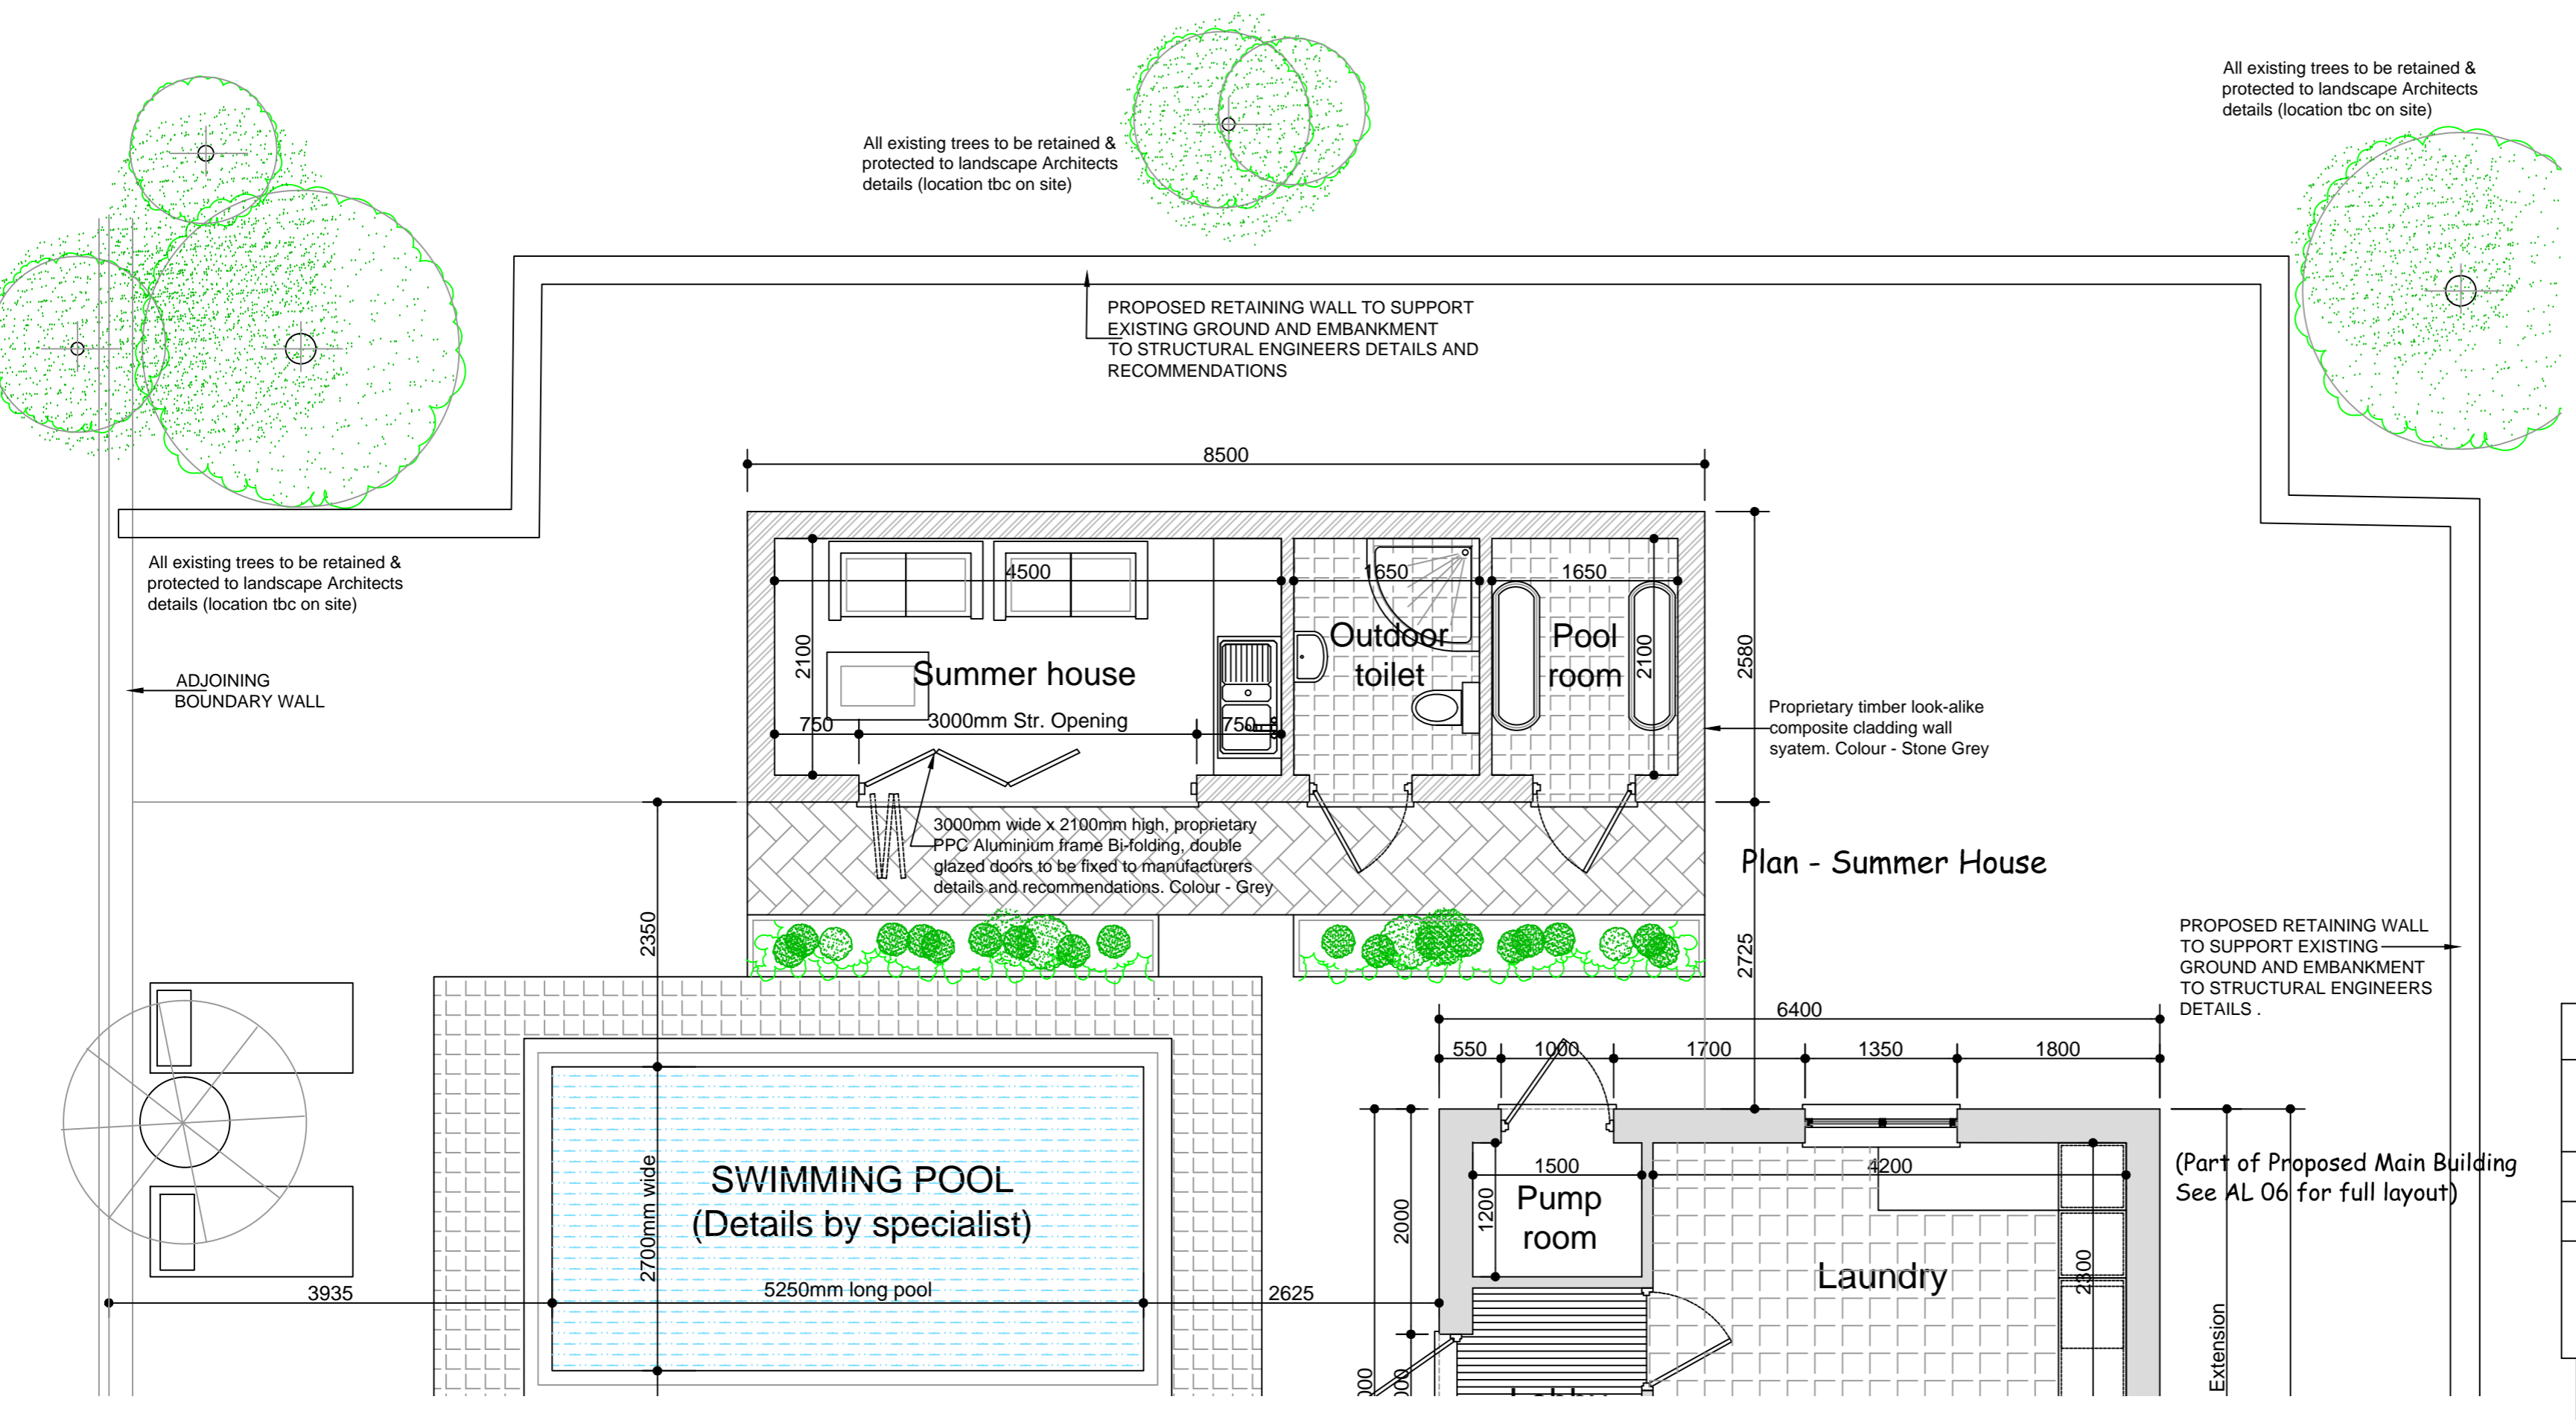 All existing trees to be retained &
protected to landscape Architects
details (location tbc on site)
All existing trees to be retained &
protected to landscape Architects
details (location tbc on site)
PROPOSED RETAINING WALL TO SUPPORT
EXISTING GROUND AND EMBANKMENT
TO STRUCTURAL ENGINEERS DETAILS AND
RECOMMENDATIONS
8500
All existing trees to be retained &
protected to landscape Architects
details (location tbc on site)
ADJOINING
BOUNDARY WALL
4500
1650
1650
2100
Summer house
Outdoor
toilet
Pool
room
2100
2580
750
3000mm Str. Opening
750
Proprietary timber look-alike
composite cladding wall
syatem. Colour - Stone Grey
3000mm wide x 2100mm high, proprietary
PPC Aluminium frame Bi-folding, double
glazed doors to be fixed to manufacturers
details and recommendations. Colour - Grey
Plan - Summer House
2350
2725
PROPOSED RETAINING WALL
TO SUPPORT EXISTING
GROUND AND EMBANKMENT
TO STRUCTURAL ENGINEERS
DETAILS .
6400
550
1000
1700
1350
1800
SWIMMING POOL
(Details by specialist)
2700mm wide
5250mm long pool
3935
2625
2000
1500
1200
Pump
room
4200
Laundry
2300
(Part of Proposed Main Building
See AL 06 for full layout)
Extension